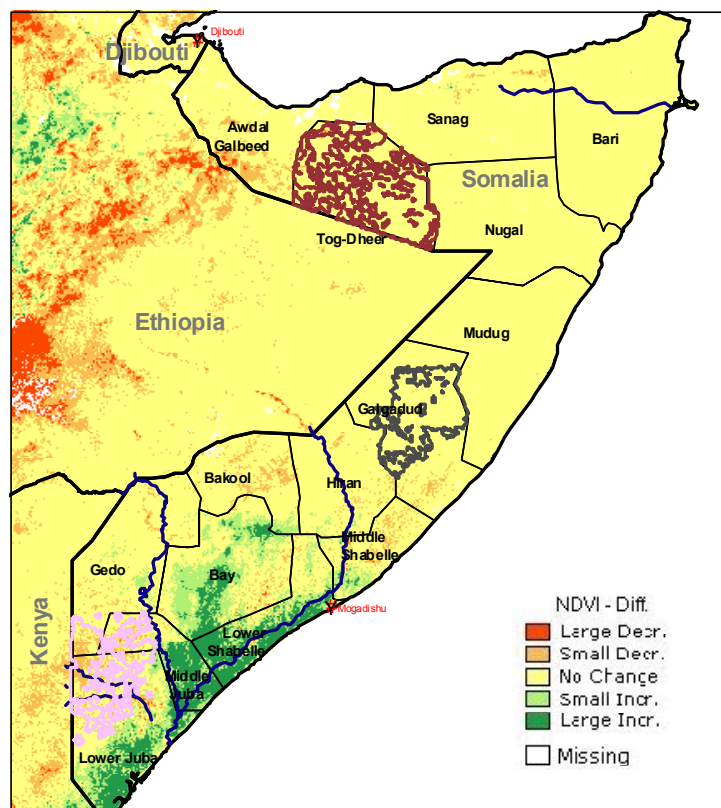 Djibouti
Djibouti
Awdal
Galbeed
Sanag
Bari
Somalia
Tog-Dheer
Nugal
Ethiopia
Mudug
Galgadud
Bakool
Hiran
Middle
Shabelle
Gedo
Bay
Mogadishu
Kenya
Lower
Shabelle
Middle
Juba
Lower Juba
NDVI - Diff.
Large Decr.
Small Decr.
No Change
Small Incr.
Large Incr.
Missing